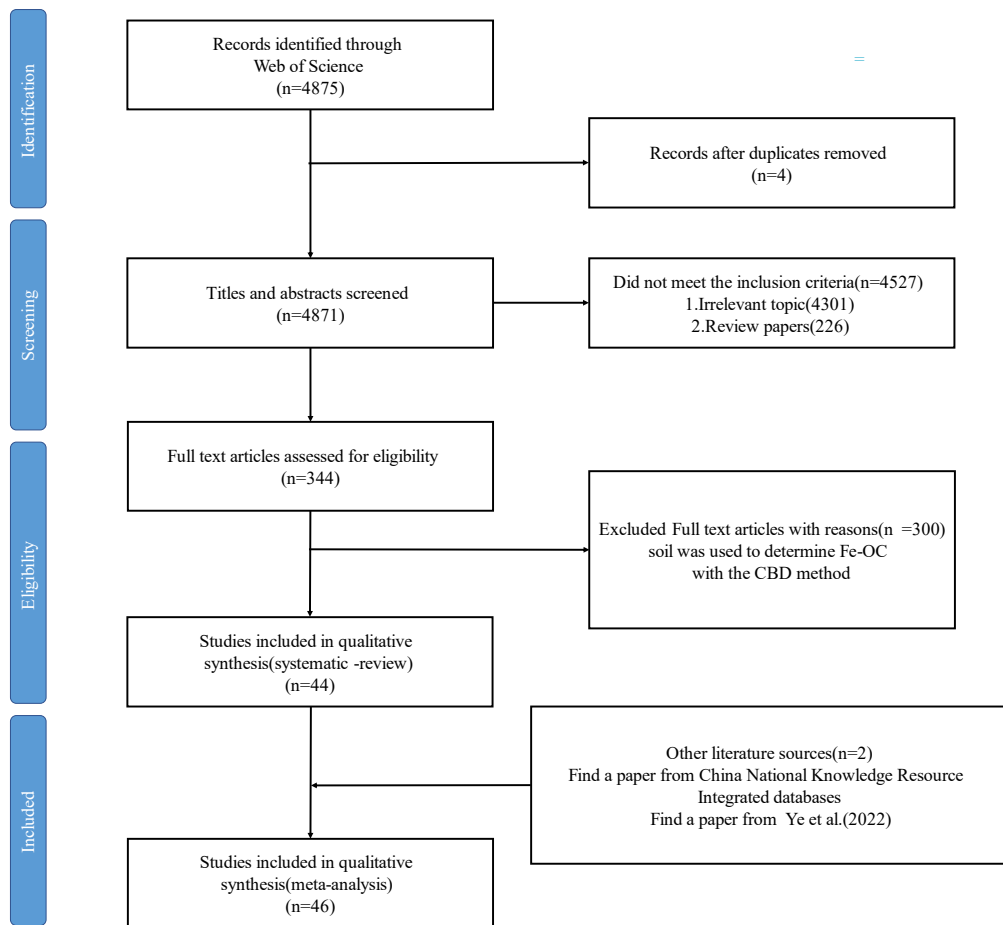 Identification
Records identified through
Web of Science
(n=4875)
=
Records after duplicates removed
(n=4)
Screening
Titles and abstracts screened
(n=4871)
Did not meet the inclusion criteria(n=4527)
1.Irrelevant topic(4301)
2.Review papers(226)
Eligibility
Full text articles assessed for eligibility
(n=344)
Excluded Full text articles with reasons(n =300)
soil was used to determine Fe-OC
with the CBD method
Studies included in qualitative
synthesis(systematic -review)
(n=44)
Included
Other literature sources(n=2)
Find a paper from China National Knowledge Resource
Integrated databases
Find a paper from Ye et al.(2022)
Studies included in qualitative
synthesis(meta-analysis)
(n=46)